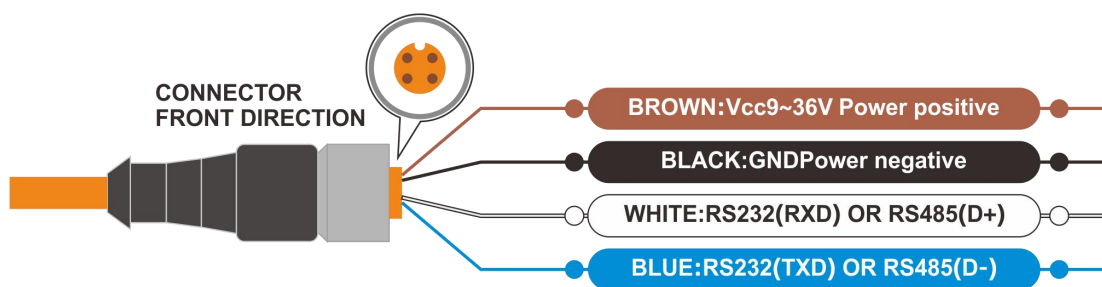 CONNECTOR
FRONT DIRECTION
BROWN:Vcc9~36V Power positive
BLACK:GNDPower negative
WHITE:RS232(RXD) OR RS485(D+)
BLUE:RS232(TXD) OR RS485(D-)